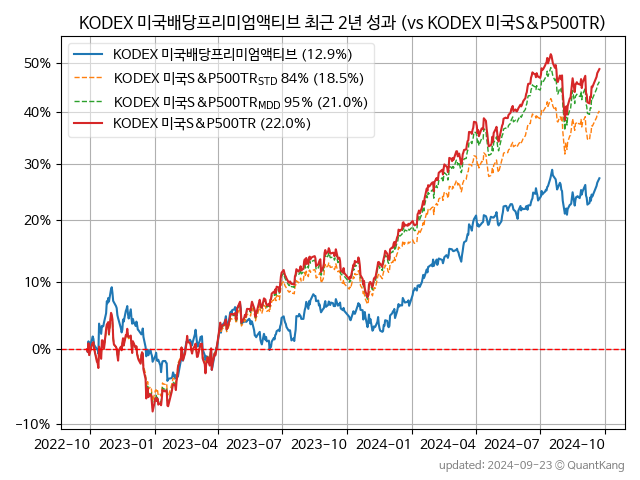 KODEX 미국배당프리미엄액티브 최근 2년 성과 (vs KODEX 미국S&P500TR)
KODEX 미국배당프리미엄액티브 (12.9%)
KODEX 미국S&P500TR_STD 84% (18.5%)
KODEX 미국S&P500TR_MDD 95% (21.0%)
KODEX 미국S&P500TR (22.0%)
50%
40%
30%
20%
10%
0%
−10%
2022-10 2023-01 2023-04 2023-07 2023-10 2024-01 2024-04 2024-07 2024-10
updated: 2024-09-23 © QuantKang